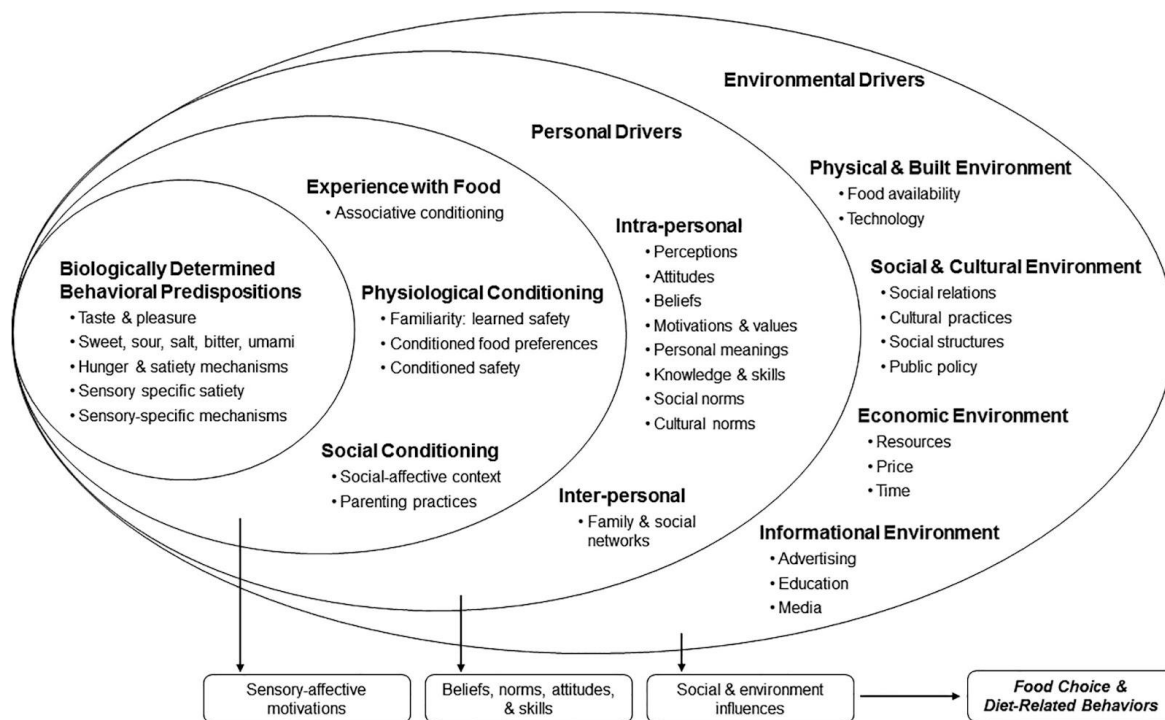 Environmental Drivers
Personal Drivers
Physical & Built Environment
• Food availability
• Technology
Experience with Food
• Associative conditioning
Intra-personal
• Perceptions
• Attitudes
• Beliefs
• Motivations & values
• Personal meanings
• Knowledge & skills
• Social norms
• Cultural norms
Biologically Determined
Behavioral Predispositions
• Taste & pleasure
• Sweet, sour, salt, bitter, umami
• Hunger & satiety mechanisms
• Sensory specific satiety
• Sensory-specific mechanisms
Physiological Conditioning
• Familiarity: learned safety
• Conditioned food preferences
• Conditioned safety
Social & Cultural Environment
• Social relations
• Cultural practices
• Social structures
• Public policy
Economic Environment
• Resources
• Price
• Time
Social Conditioning
• Social-affective context
• Parenting practices
Inter-personal
• Family & social
networks
Informational Environment
• Advertising
• Education
• Media
Sensory-affective
motivations
Beliefs, norms, attitudes,
& skills
Social & environment
influences
Food Choice &
Diet-Related Behaviors